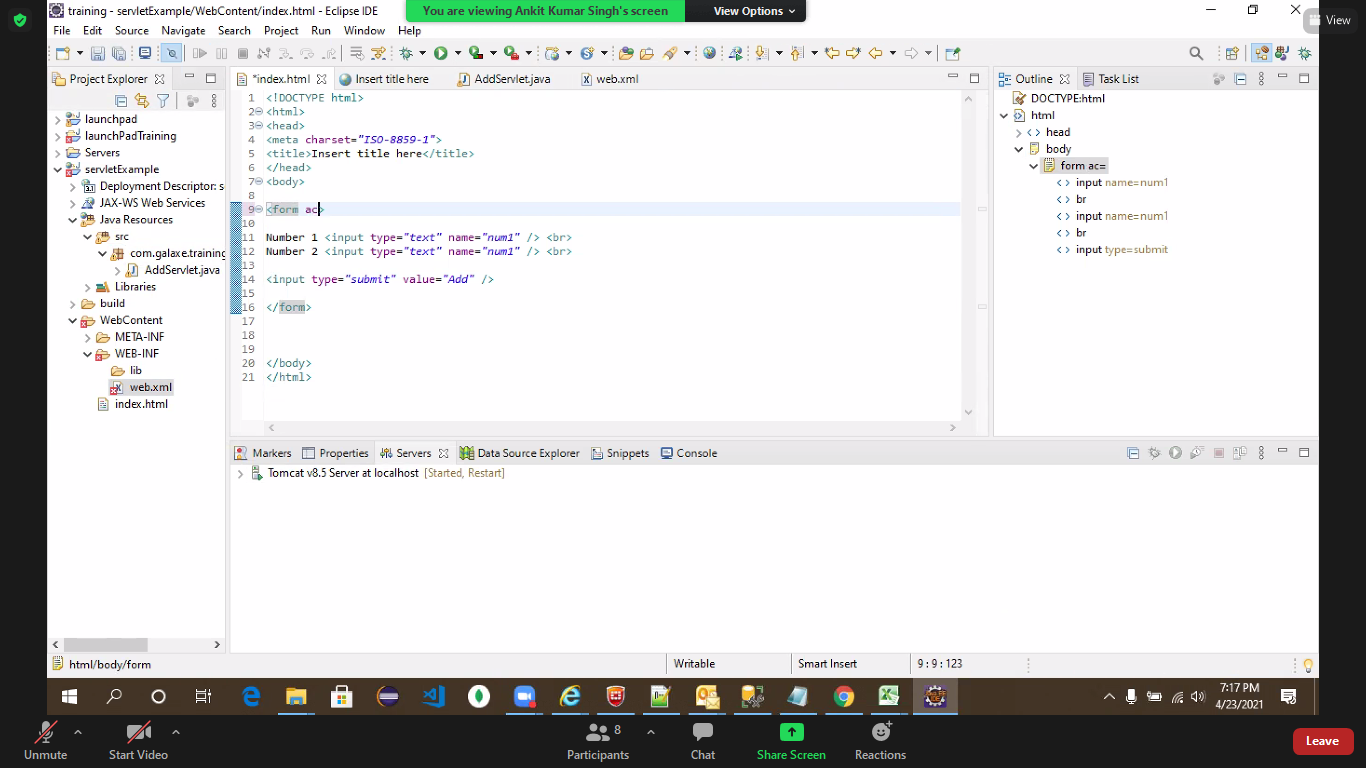 training - servletExample/WebContent/index.html - Eclipse IDE
You are viewing Ankit Kumar Singh's screen
View Options
View
File Edit Source Navigate Search Project Run Window Help
Project Explorer
launchpad
launchPadTraining
Servers
servletExample
Deployment Descriptor: s
JAX-WS Web Services
Java Resources
src
com.galaxe.training
AddServlet.java
Libraries
build
WebContent
META-INF
WEB-INF
lib
web.xml
index.html
*index.html Insert title here AddServlet.java web.xml
1 <!DOCTYPE html>
2 <html>
3 <head>
4 <meta charset="ISO-8859-1">
5 <title>Insert title here</title>
6 </head>
7 <body>
8
9 <form ac>
10
11 Number 1 <input type="text" name="num1" /> <br>
12 Number 2 <input type="text" name="num1" /> <br>
13
14 <input type="submit" value="Add" />
15
16 </form>
17
18
19
20 </body>
21 </html>
Outline Task List
DOCTYPE:html
html
head
body
form ac=
input name=num1
br
input name=num1
br
input type=submit
Markers Properties Servers Data Source Explorer Snippets Console
Tomcat v8.5 Server at localhost [Started, Restart]
html/body/form Writable Smart Insert 9 : 9 : 123
7:17 PM
4/23/2021
Unmute Start Video Participants 8 Chat Share Screen Reactions Leave